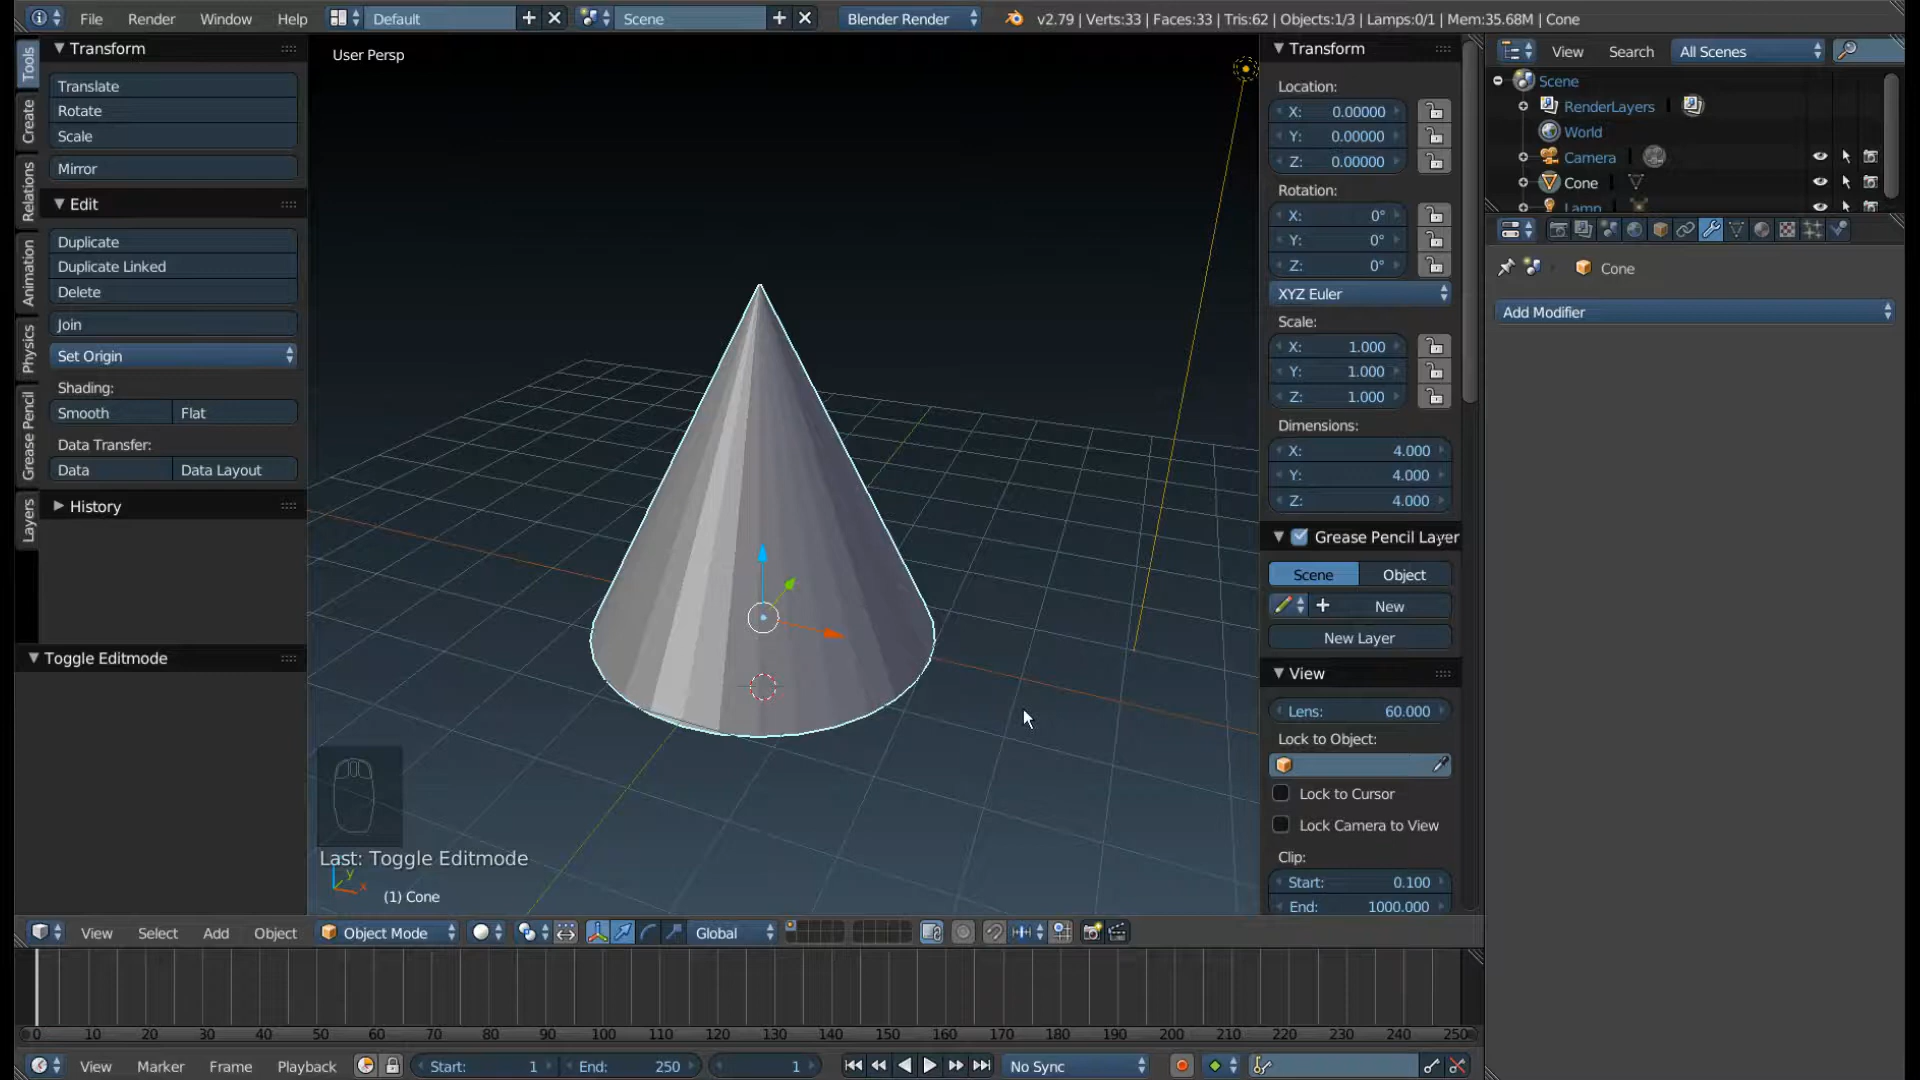 File Render Window Help Default Scene Blender Render v2.79 | Verts:33 | Faces:33 | Tris:62 | Objects:1/3 | Lamps:0/1 | Mem:35.68M | Cone
Tools
Create
Relations
Animation
Physics
Grease Pencil
Layers
Transform
Translate
Rotate
Scale
Mirror
Edit
Duplicate
Duplicate Linked
Delete
Join
Set Origin
Shading:
Smooth Flat
Data Transfer:
Data Data Layout
History
Toggle Editmode
User Persp
Last: Toggle Editmode
z y x
(1) Cone
Transform
Location:
X: 0.00000
Y: 0.00000
Z: 0.00000
Rotation:
X: 0°
Y: 0°
Z: 0°
XYZ Euler
Scale:
X: 1.000
Y: 1.000
Z: 1.000
Dimensions:
X: 4.000
Y: 4.000
Z: 4.000
Grease Pencil Layer
Scene Object
New
New Layer
View
Lens: 60.000
Lock to Object:
Lock to Cursor
Lock Camera to View
Clip:
Start: 0.100
End: 1000.000
View Search All Scenes
Scene
RenderLayers
World
Camera
Cone
Lamp
Cone
Add Modifier
View Select Add Object Object Mode Global
0 10 20 30 40 50 60 70 80 90 100 110 120 130 140 150 160 170 180 190 200 210 220 230 240 250
View Marker Frame Playback Start: 1 End: 250 1 No Sync